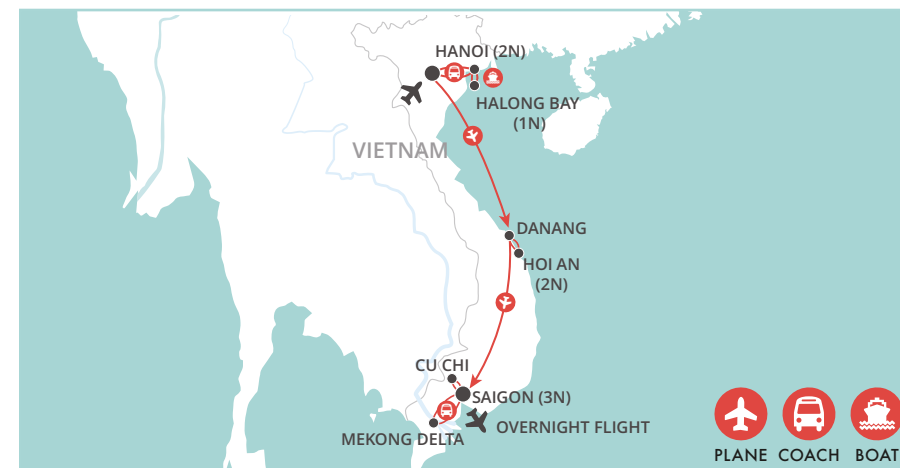 HANOI (2N)
HALONG BAY
(1N)
VIETNAM
DANANG
HOI AN
(2N)
CU CHI
SAIGON (3N)
OVERNIGHT FLIGHT
MEKONG DELTA
PLANE COACH BOAT